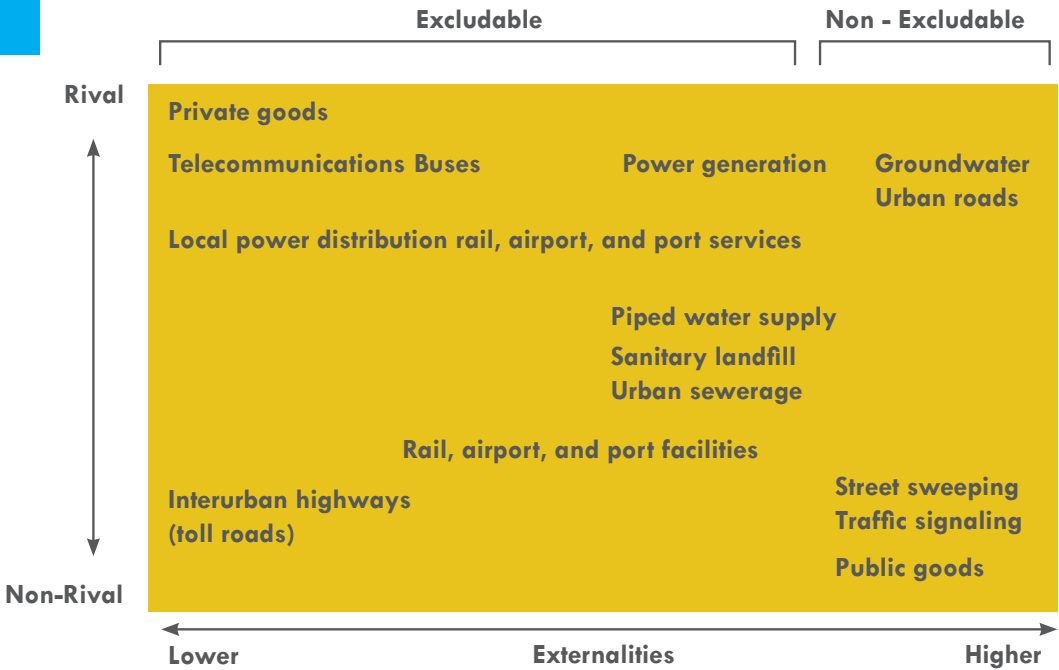 Excludable
Non - Excludable
Rival
Private goods
Telecommunications Buses
Power generation
Groundwater
Urban roads
Local power distribution rail, airport, and port services
Piped water supply
Sanitary landfill
Urban sewerage
Rail, airport, and port facilities
Interurban highways
(toll roads)
Street sweeping
Traffic signaling
Public goods
Non-Rival
Lower
Externalities
Higher